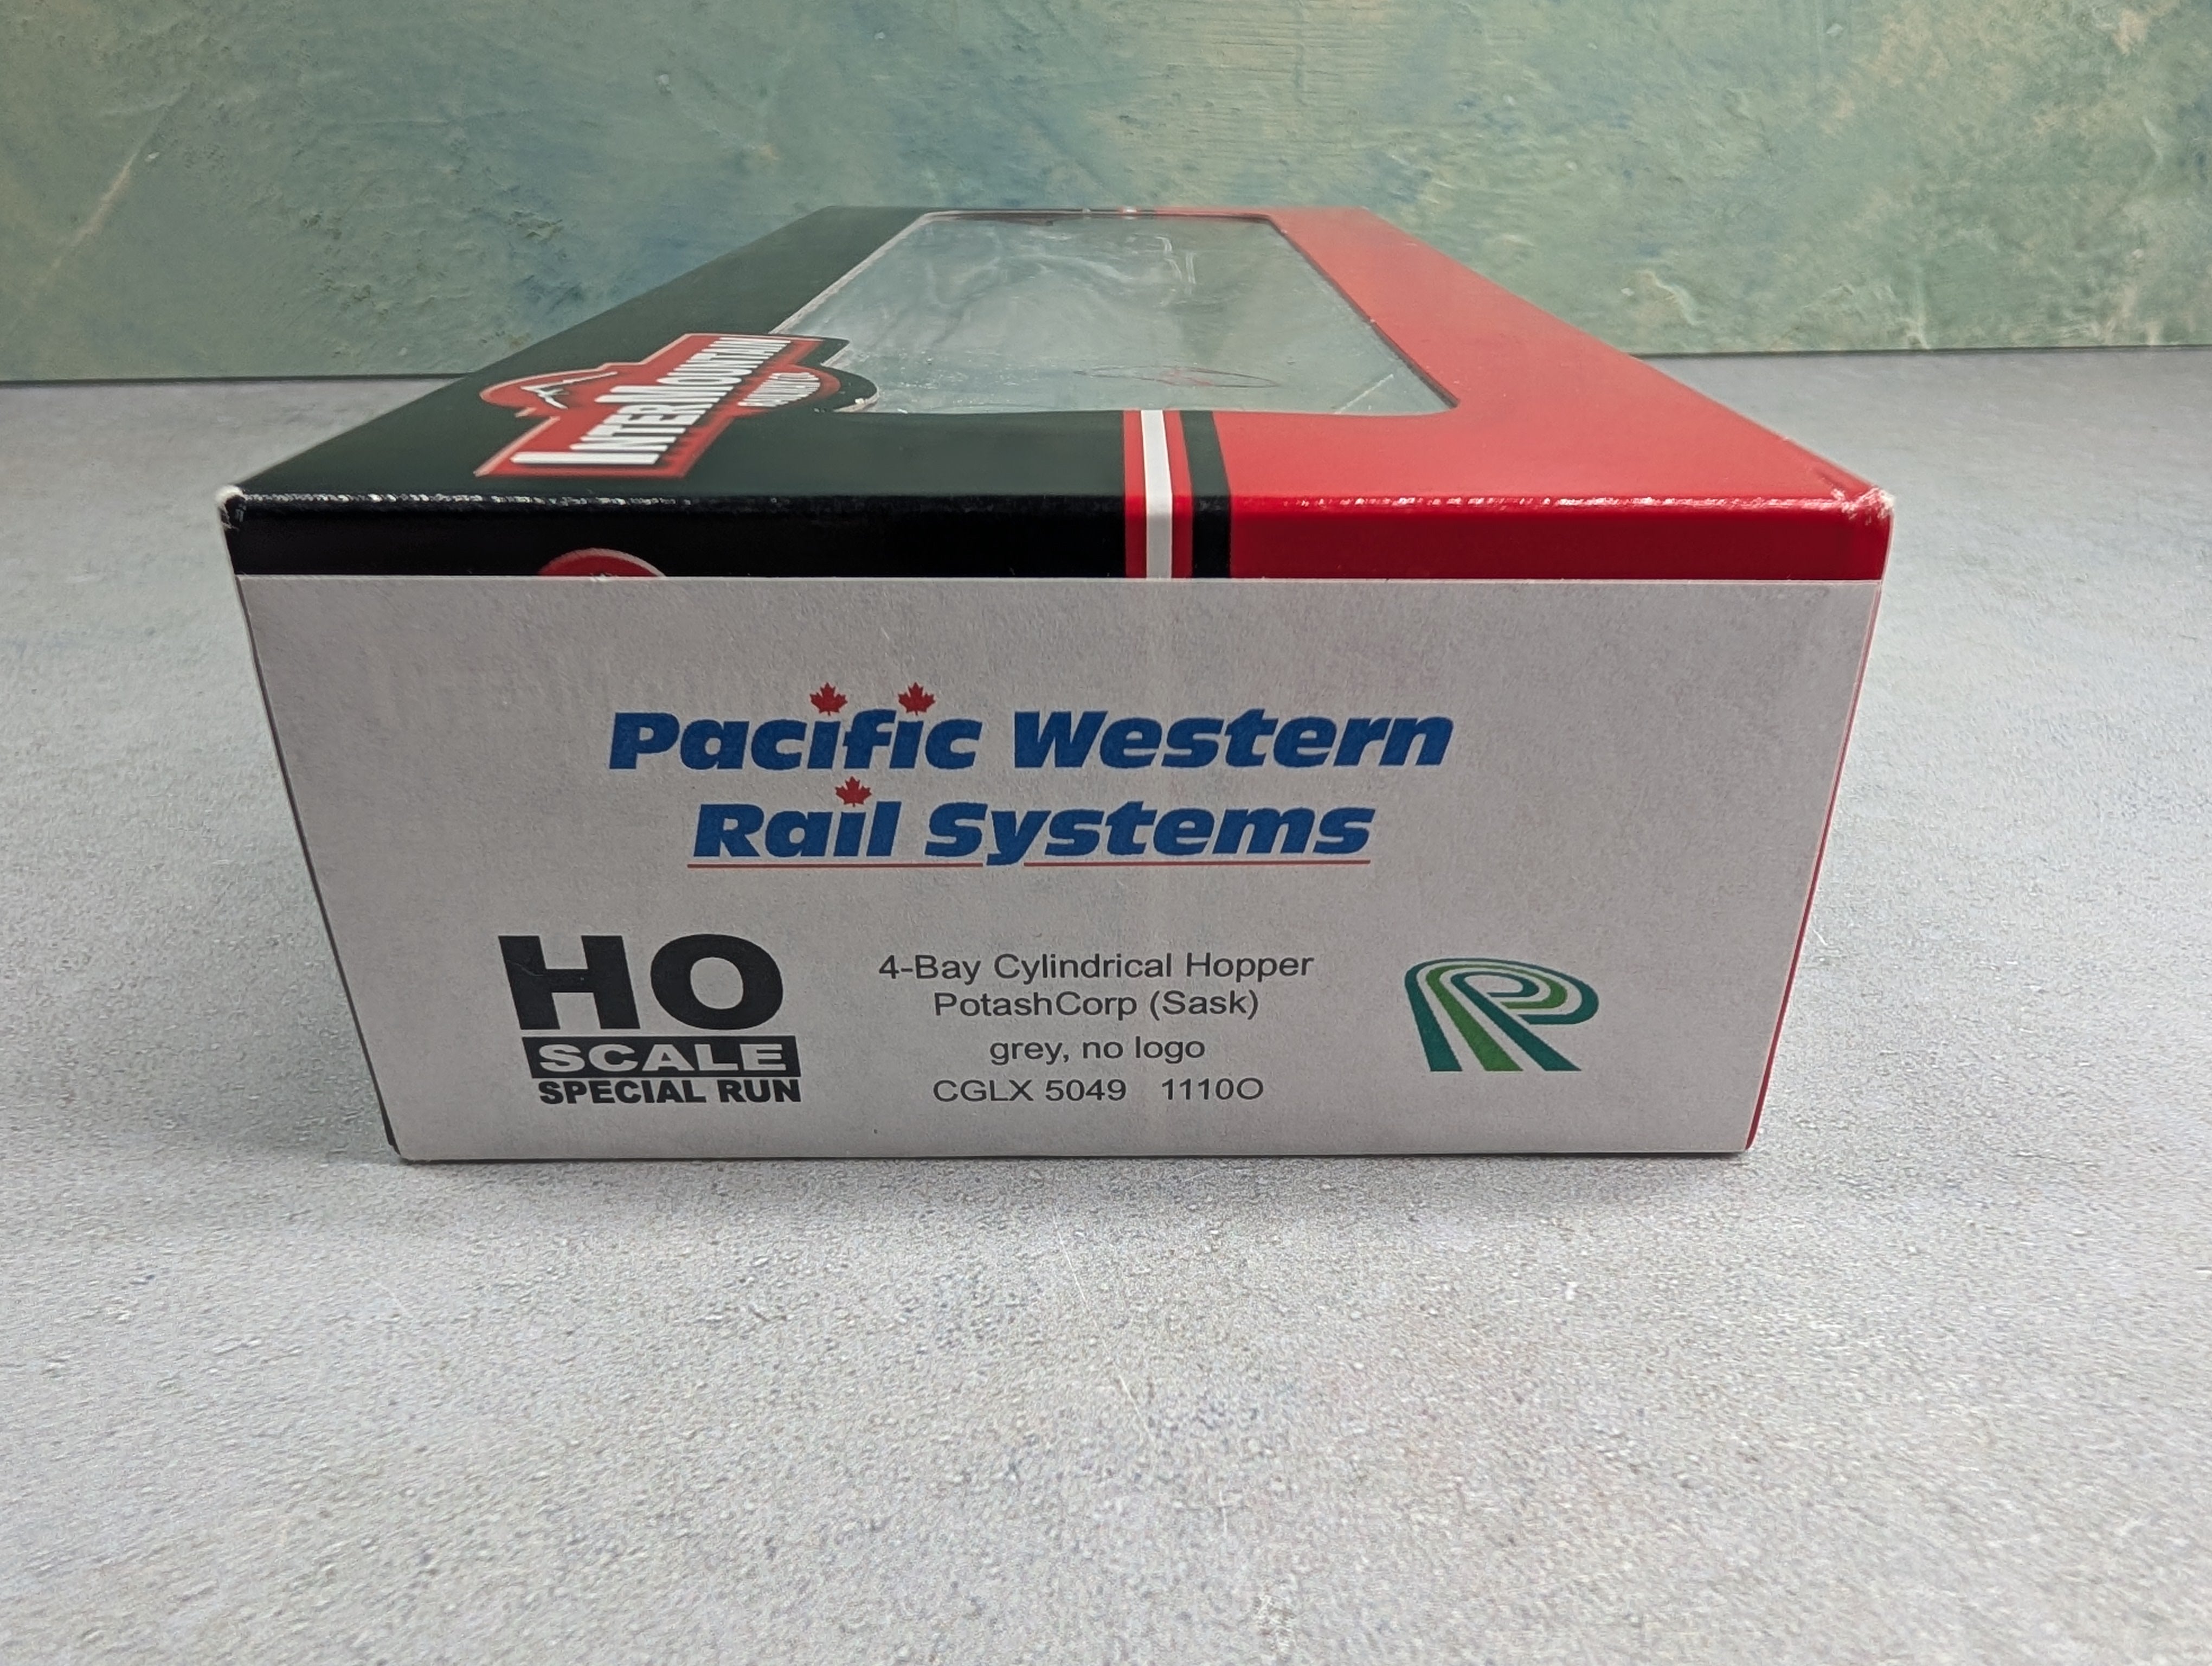 INTERMOUNTAIN
Pacific Western
Rail Systems
HO
SCALE
SPECIAL RUN
4-Bay Cylindrical Hopper
PotashCorp (Sask)
grey, no logo
CGLX 5049 1110O